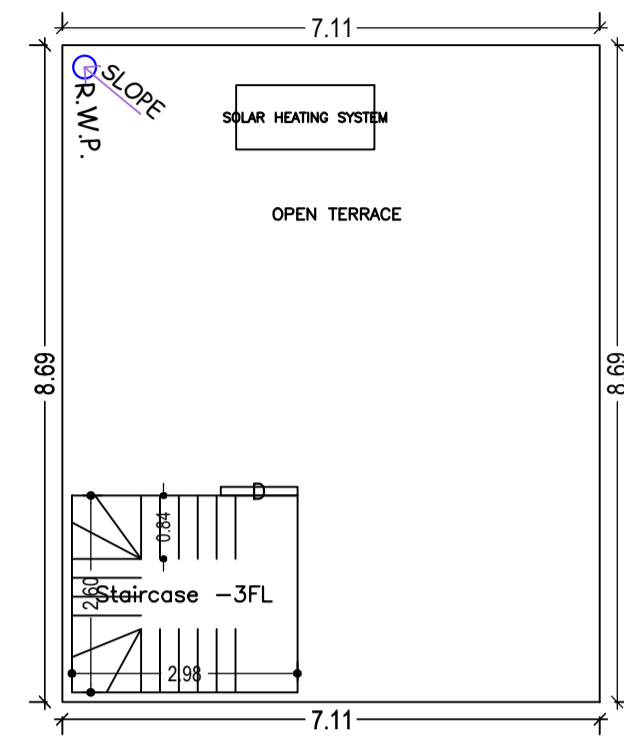 7.11
SLOPE
R.W.P.
SOLAR HEATING SYSTEM
OPEN TERRACE
8.69
8.69
D
0.84
2.60
Staircase -3FL
2.98
7.11